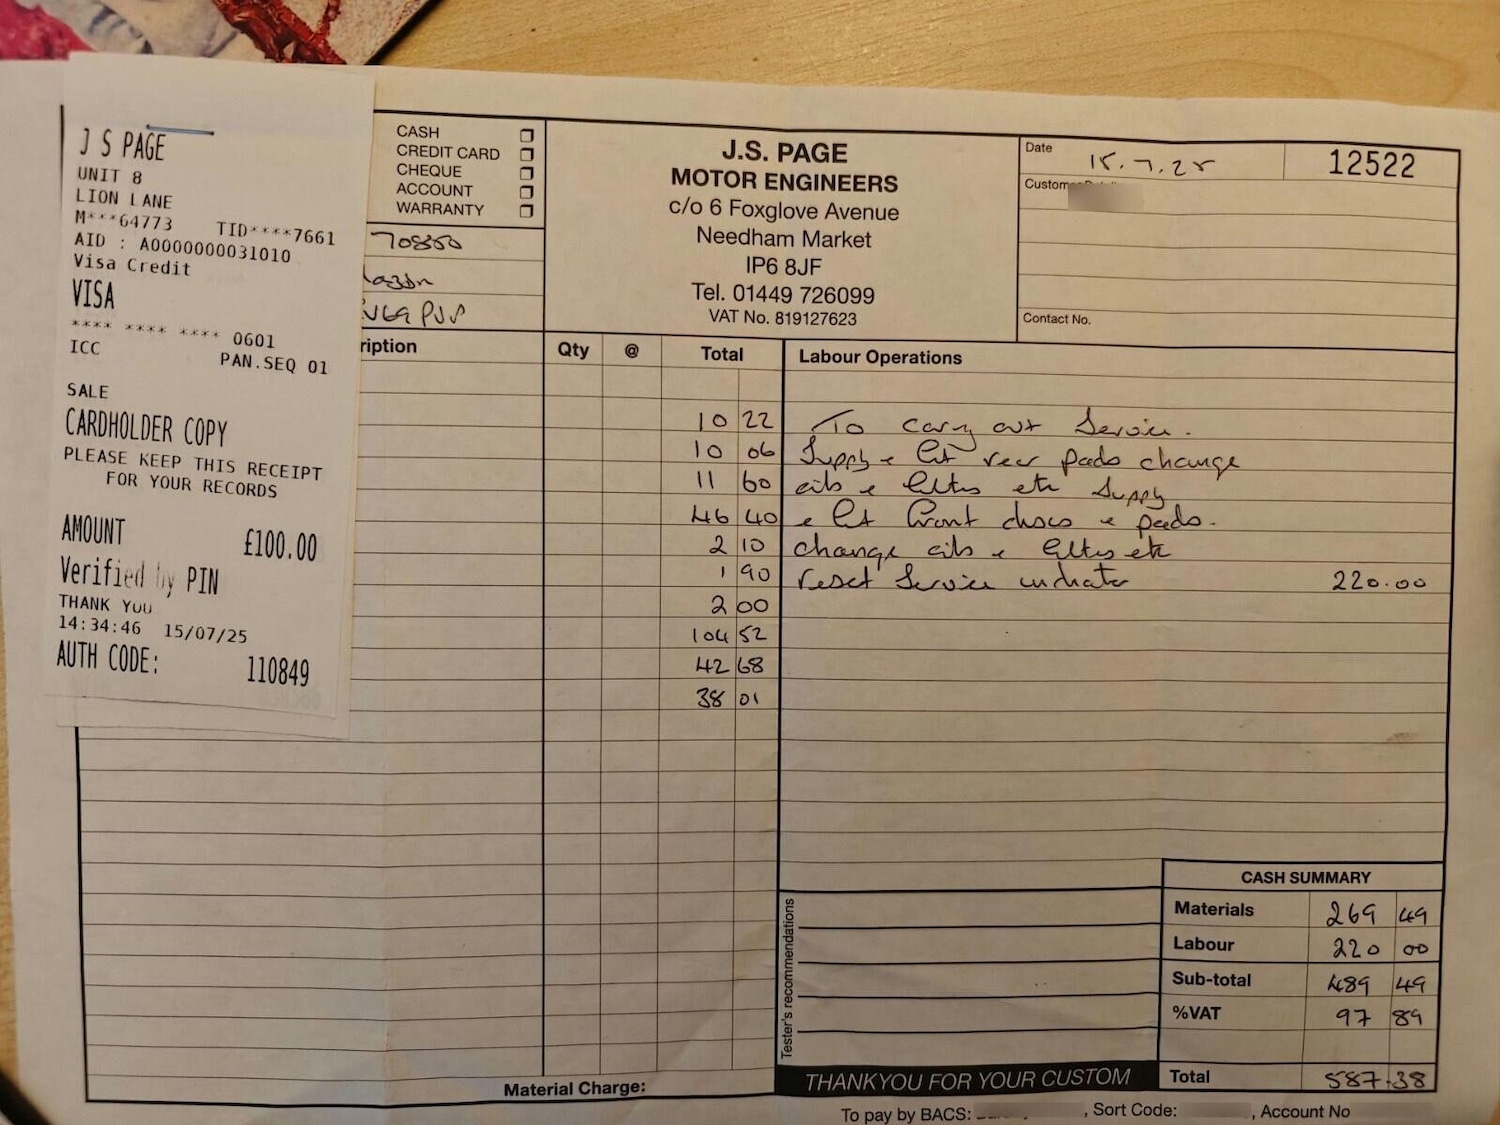 J S PAGE
UNIT 8
LION LANE
M***64773 TID****7661
AID : A0000000031010
Visa Credit
VISA
**** **** **** 0601
ICC PAN.SEQ 01
SALE
CARDHOLDER COPY
PLEASE KEEP THIS RECEIPT
FOR YOUR RECORDS
AMOUNT £100.00
Verified by PIN
THANK YOU
14:34:46 15/07/25
AUTH CODE: 110849
CASH
CREDIT CARD
CHEQUE
ACCOUNT
WARRANTY
70850
J.S. PAGE
MOTOR ENGINEERS
c/o 6 Foxglove Avenue
Needham Market
IP6 8JF
Tel. 01449 726099
VAT No. 819127623
Date 15.7.25
12522
Contact No.
ription Qty @ Total
10 22
10 06
11 60
46 40
2 10
1 90
2 00
104 52
42 68
38 01
Material Charge:
Labour Operations
To carry out Service.
Supply & fit rear pads change
oils & filters etc Supply
& fit front discs & pads.
change oils & filters etc
reset Service indicator 220.00
Tester's recommendations
THANKYOU FOR YOUR CUSTOM
CASH SUMMARY
Materials 269 49
Labour 220 00
Sub-total 489 49
%VAT 97 89
Total 587.38
To pay by BACS: , Sort Code: , Account No